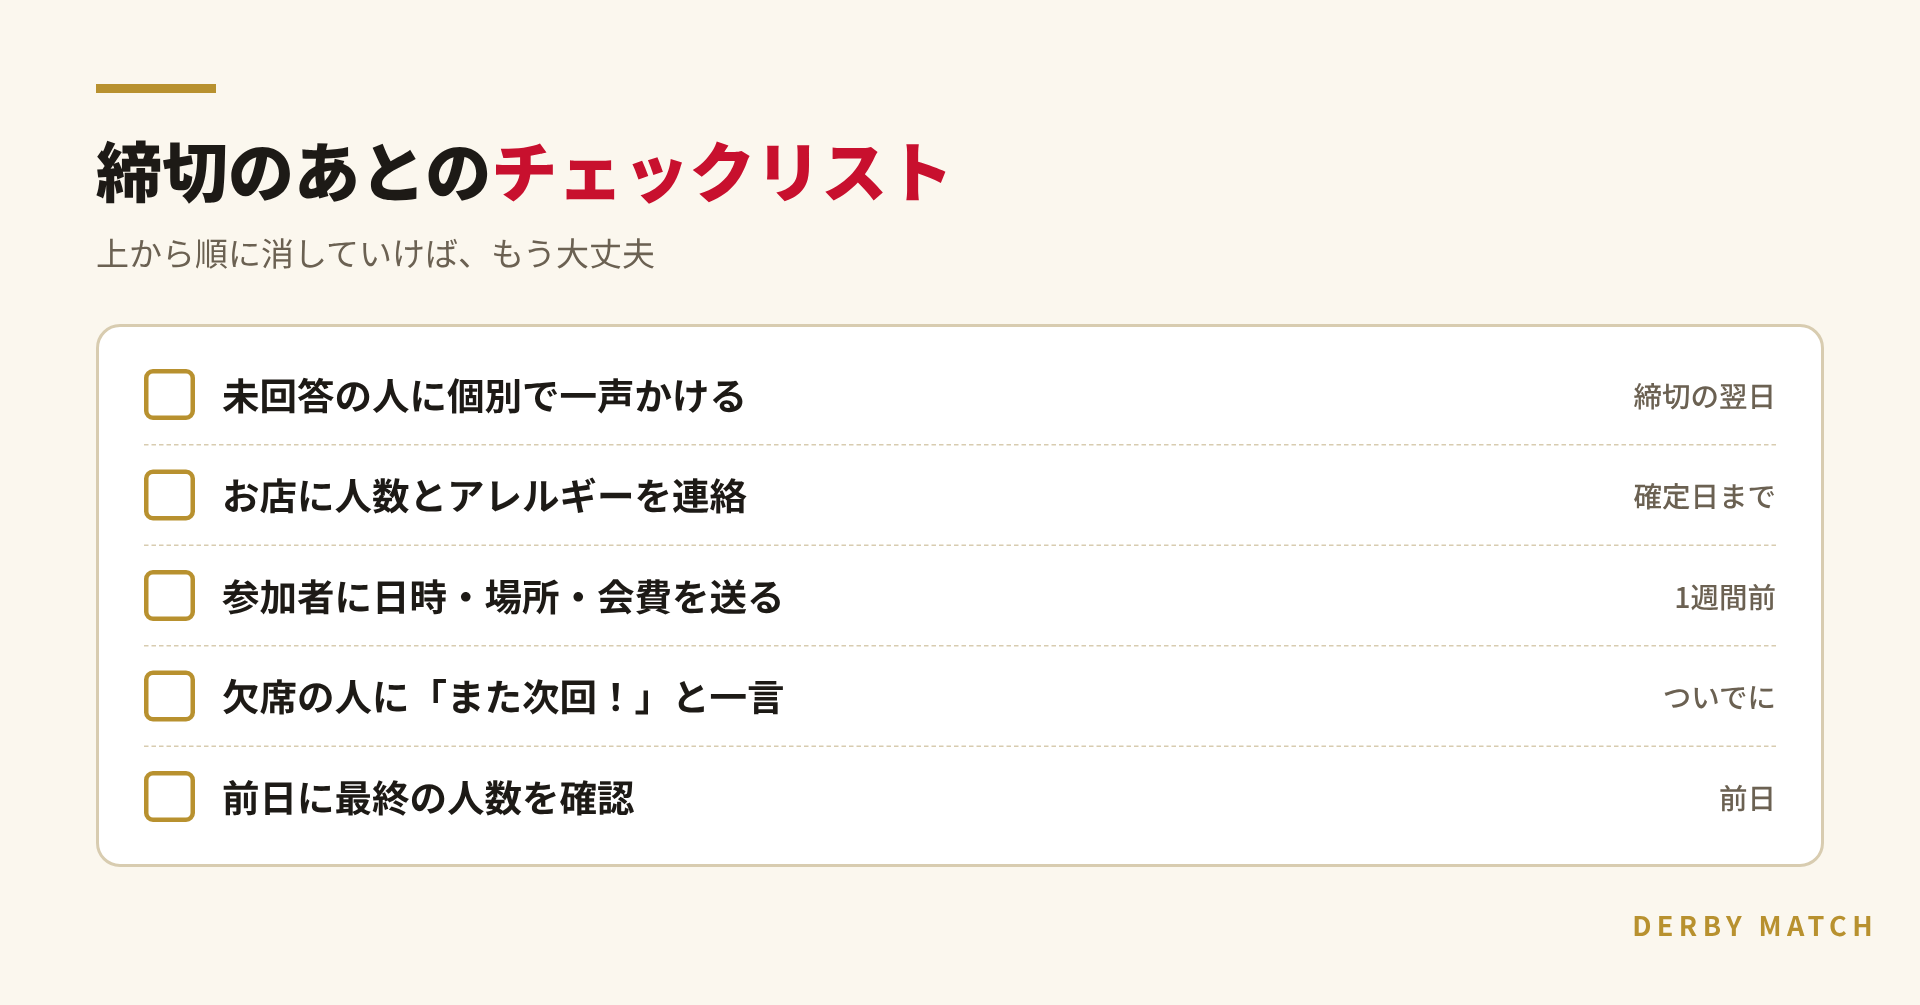 締切のあとのチェックリスト
上から順に消していけば、もう大丈夫
未回答の人に個別で一声かける 締切の翌日
お店に人数とアレルギーを連絡 確定日まで
参加者に日時・場所・会費を送る 1週間前
欠席の人に「また次回！」と一言 ついでに
前日に最終の人数を確認 前日
DERBY MATCH